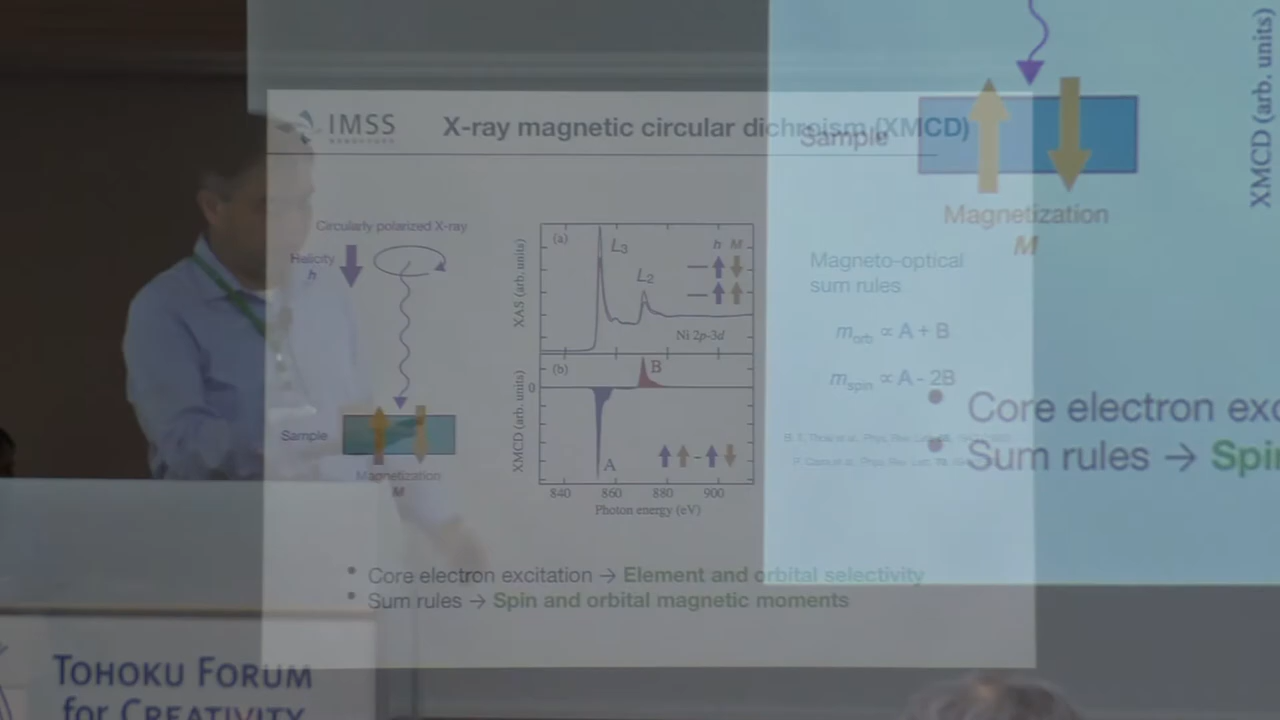 IMSS
X-ray magnetic circular dichroism (XMCD)
Circularly polarized X-ray
Helicity
h
Sample
Magnetization
M
(a)
L3
L2
h M
XAS (arb. units)
Ni 2p-3d
(b)
B
0
XMCD (arb. units)
A
840 860 880 900
Photon energy (eV)
Magneto-optical
sum rules
morb ∝ A + B
mspin ∝ A - 2B
Core electron excitation → Element and orbital selectivity
Sum rules → Spin and orbital magnetic moments
Sample
Magnetization
M
XMCD (arb. units)
Core electron exc
Sum rules → Spin
TOHOKU FORUM
for CREATIVITY